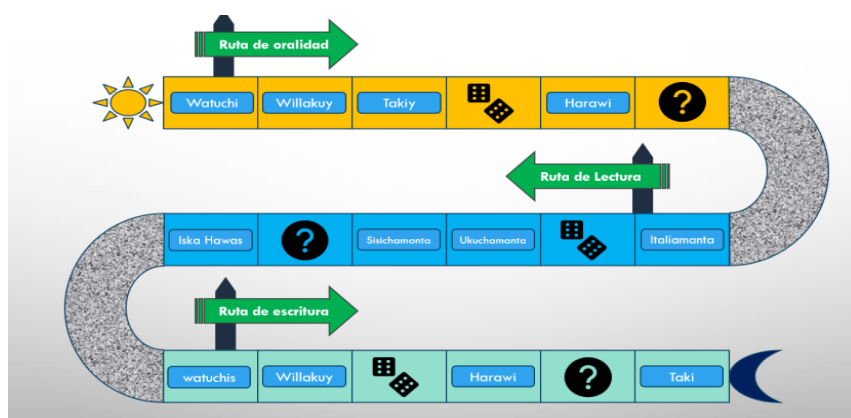 Ruta de oralidad
Watuchi Willakuy Takiy Harawi ?
Ruta de Lectura
Iska Hawas ? Sisichamanta Ukuchamanta Italiamanta
Ruta de escritura
watuchis Willakuy Harawi ? Taki